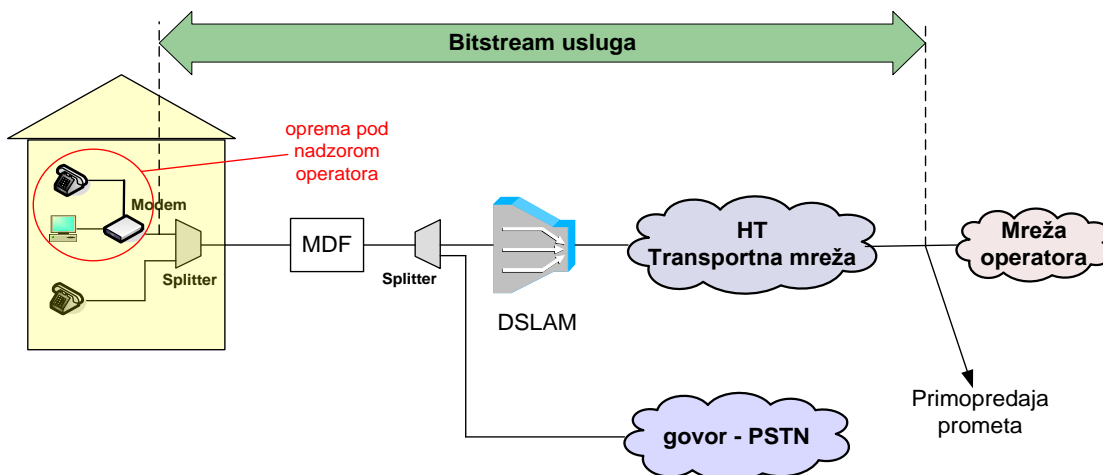 Bitstream usluga
oprema pod
nadzorom
operatora
Modem
Splitter
MDF
Splitter
DSLAM
HT
Transportna mreža
Mreža
operatora
govor - PSTN
Primopredaja
prometa